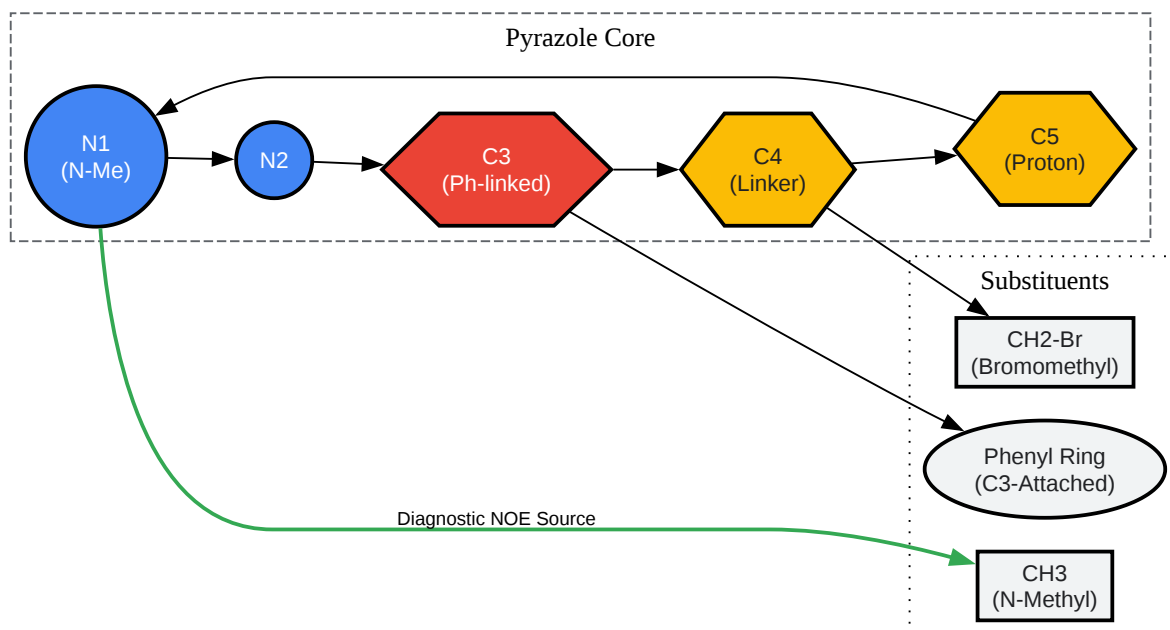 Pyrazole Core
N1
(N-Me)
N2
C3
(Ph-linked)
C4
(Linker)
C5
(Proton)
Substituents
CH2-Br
(Bromomethyl)
Phenyl Ring
(C3-Attached)
Diagnostic NOE Source
CH3
(N-Methyl)